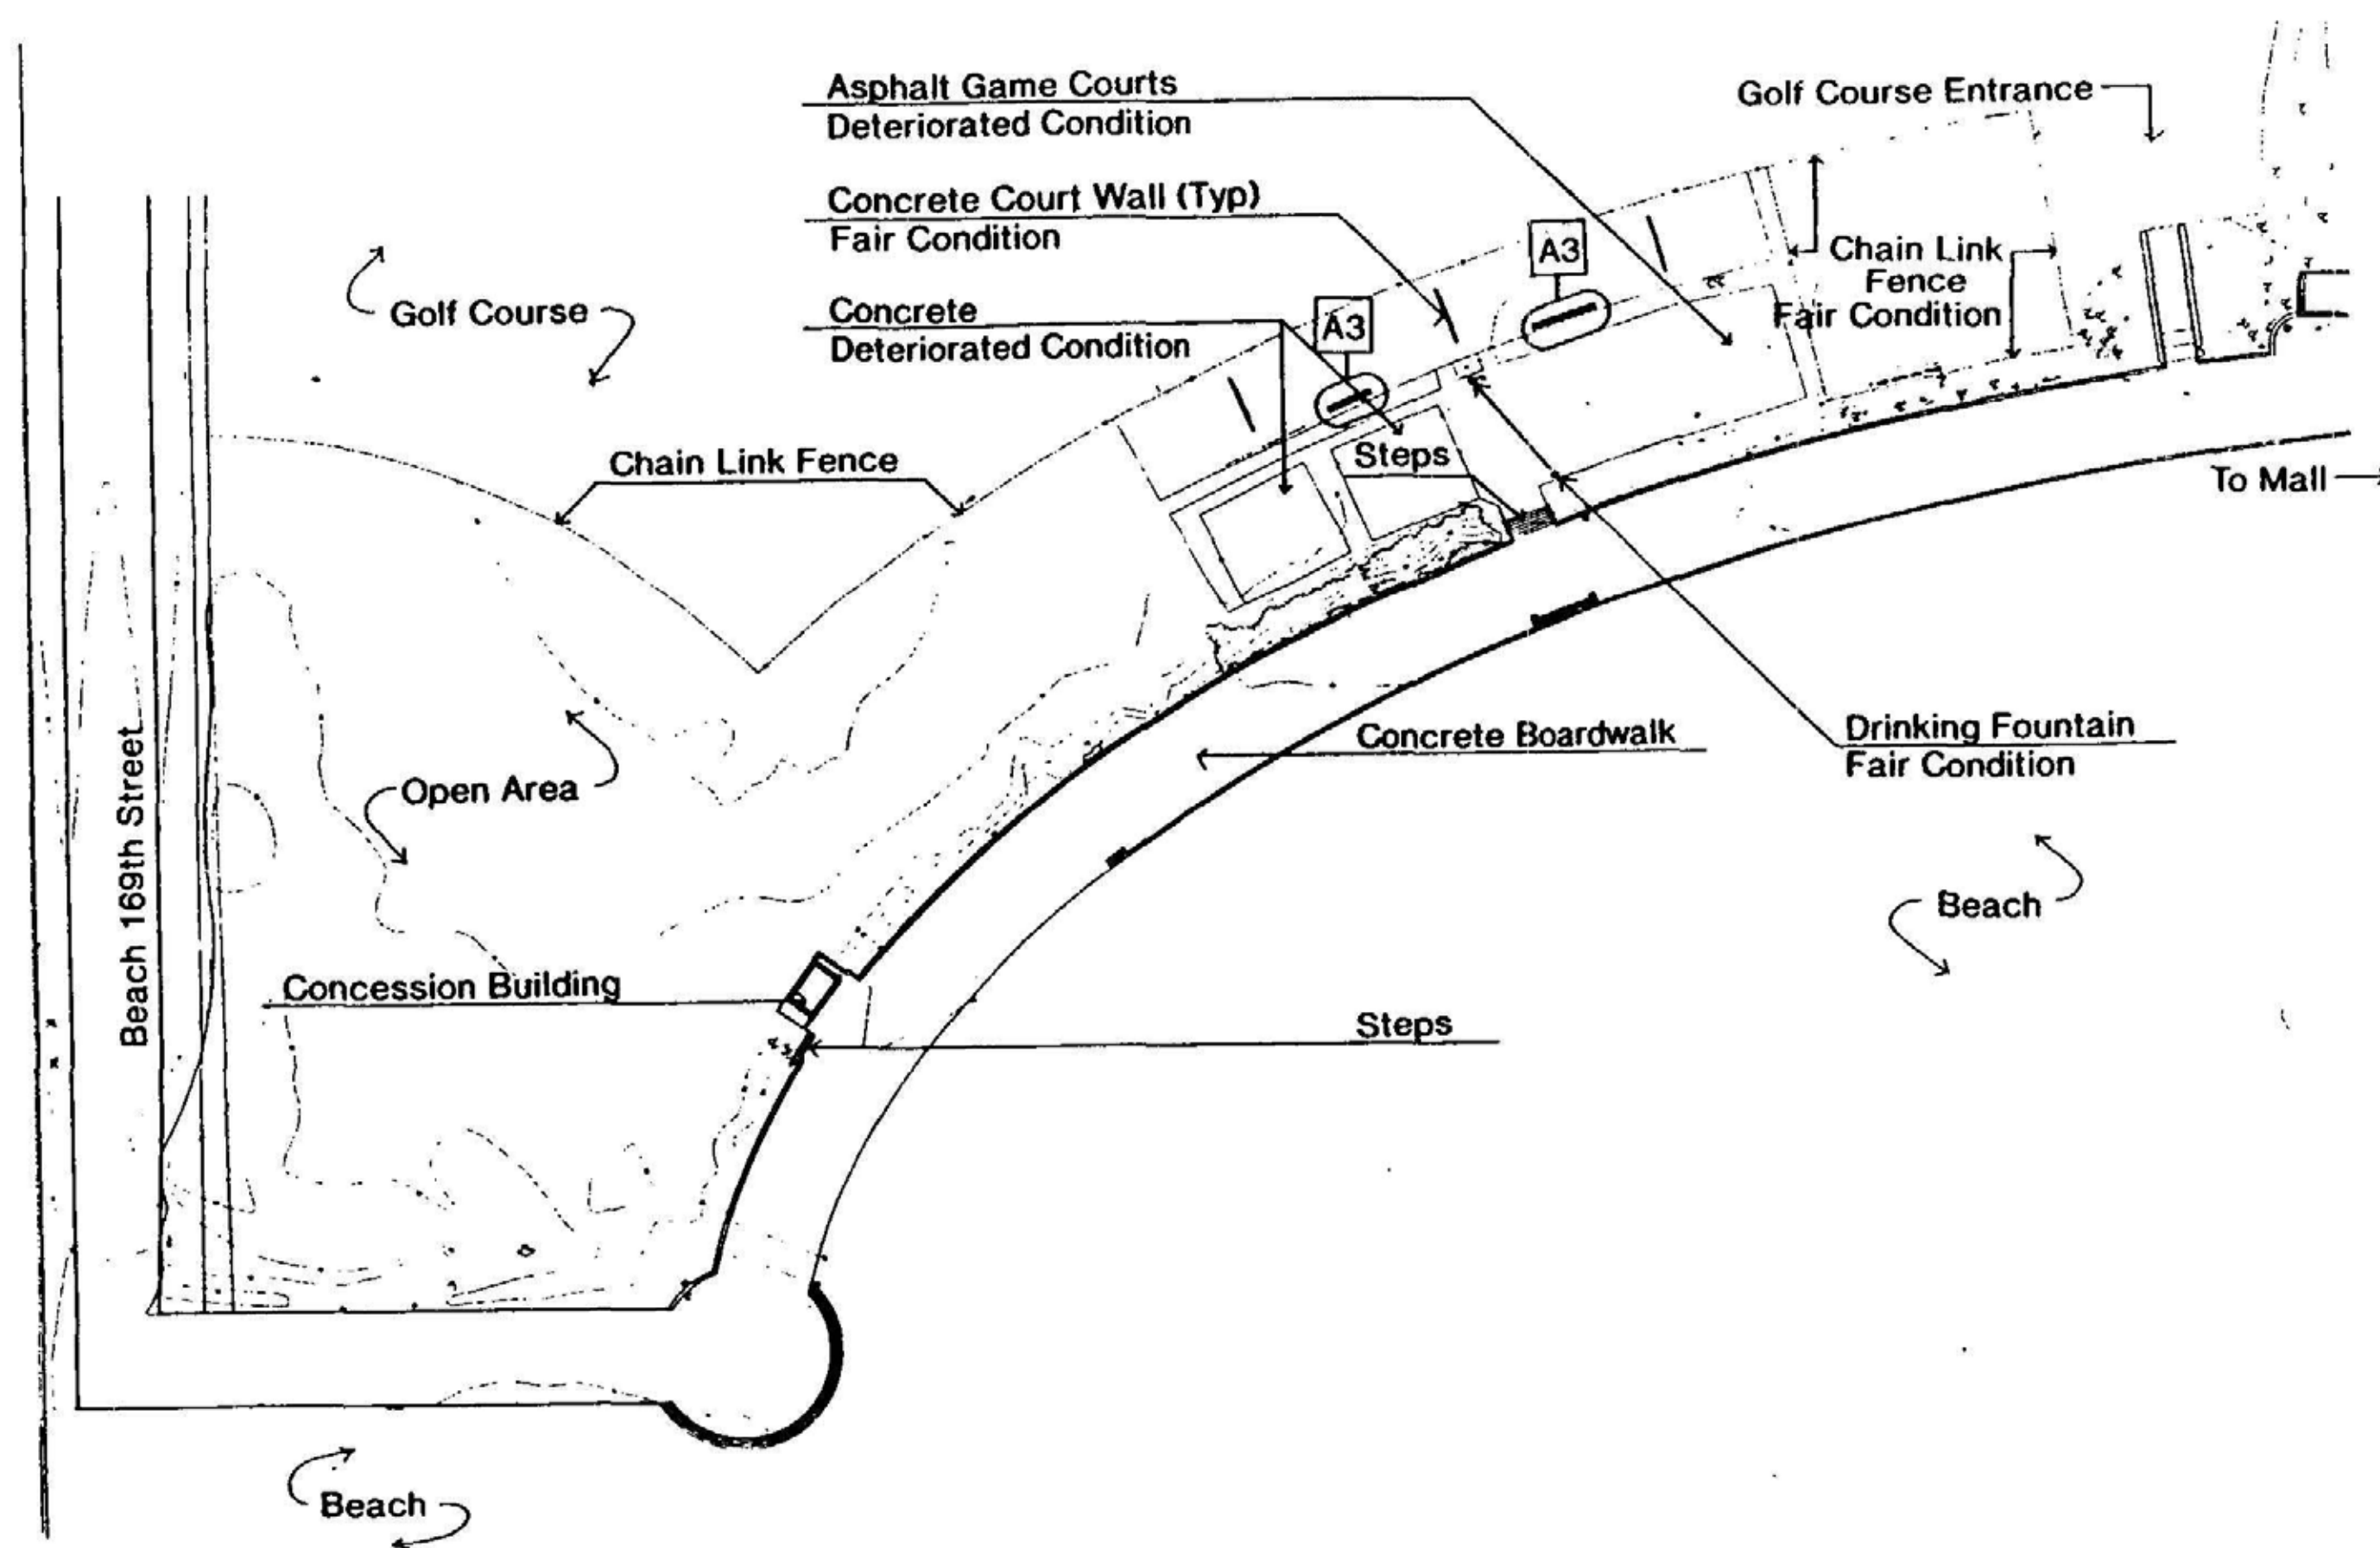 Asphalt Game Courts
Deteriorated Condition
Golf Course Entrance
Concrete Court Wall (Typ)
Fair Condition
A3
Chain Link
Fence
Fair Condition
Golf Course
Concrete
Deteriorated Condition
A3
Steps
Chain Link Fence
To Mall
Concrete Boardwalk
Drinking Fountain
Fair Condition
Open Area
Beach 169th Street
Beach
Concession Building
Steps
Beach